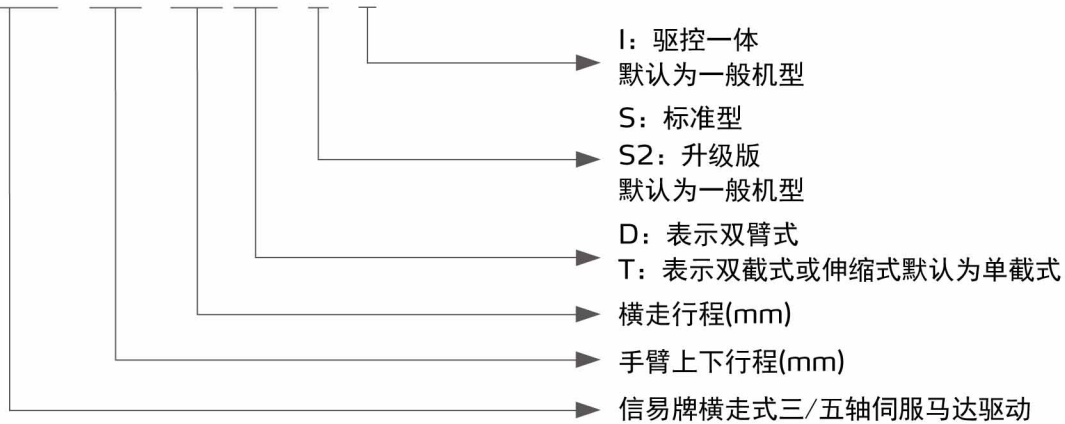 I：驱控一体
默认为一般机型
S：标准型
S2：升级版
默认为一般机型
D：表示双臂式
T：表示双截式或伸缩式默认为单截式
横走行程(mm)
手臂上下行程(mm)
信易牌横走式三/五轴伺服马达驱动